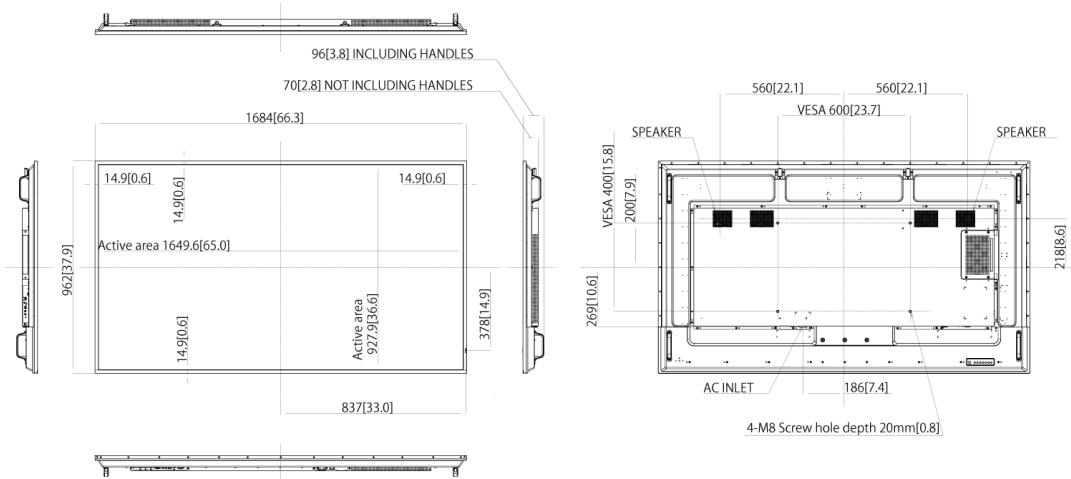 96[3.8] INCLUDING HANDLES
70[2.8] NOT INCLUDING HANDLES
1684[66.3]
14.9[0.6]
14.9[0.6]
14.9[0.6]
Active area 1649.6[65.0]
962[37.9]
Active area
927.9[36.6]
378[14.9]
14.9[0.6]
837[33.0]
560[22.1]
560[22.1]
VESA 600[23.7]
SPEAKER
SPEAKER
VESA 400[15.8]
200[7.9]
218[8.6]
269[10.6]
AC INLET
186[7.4]
4-M8 Screw hole depth 20mm[0.8]